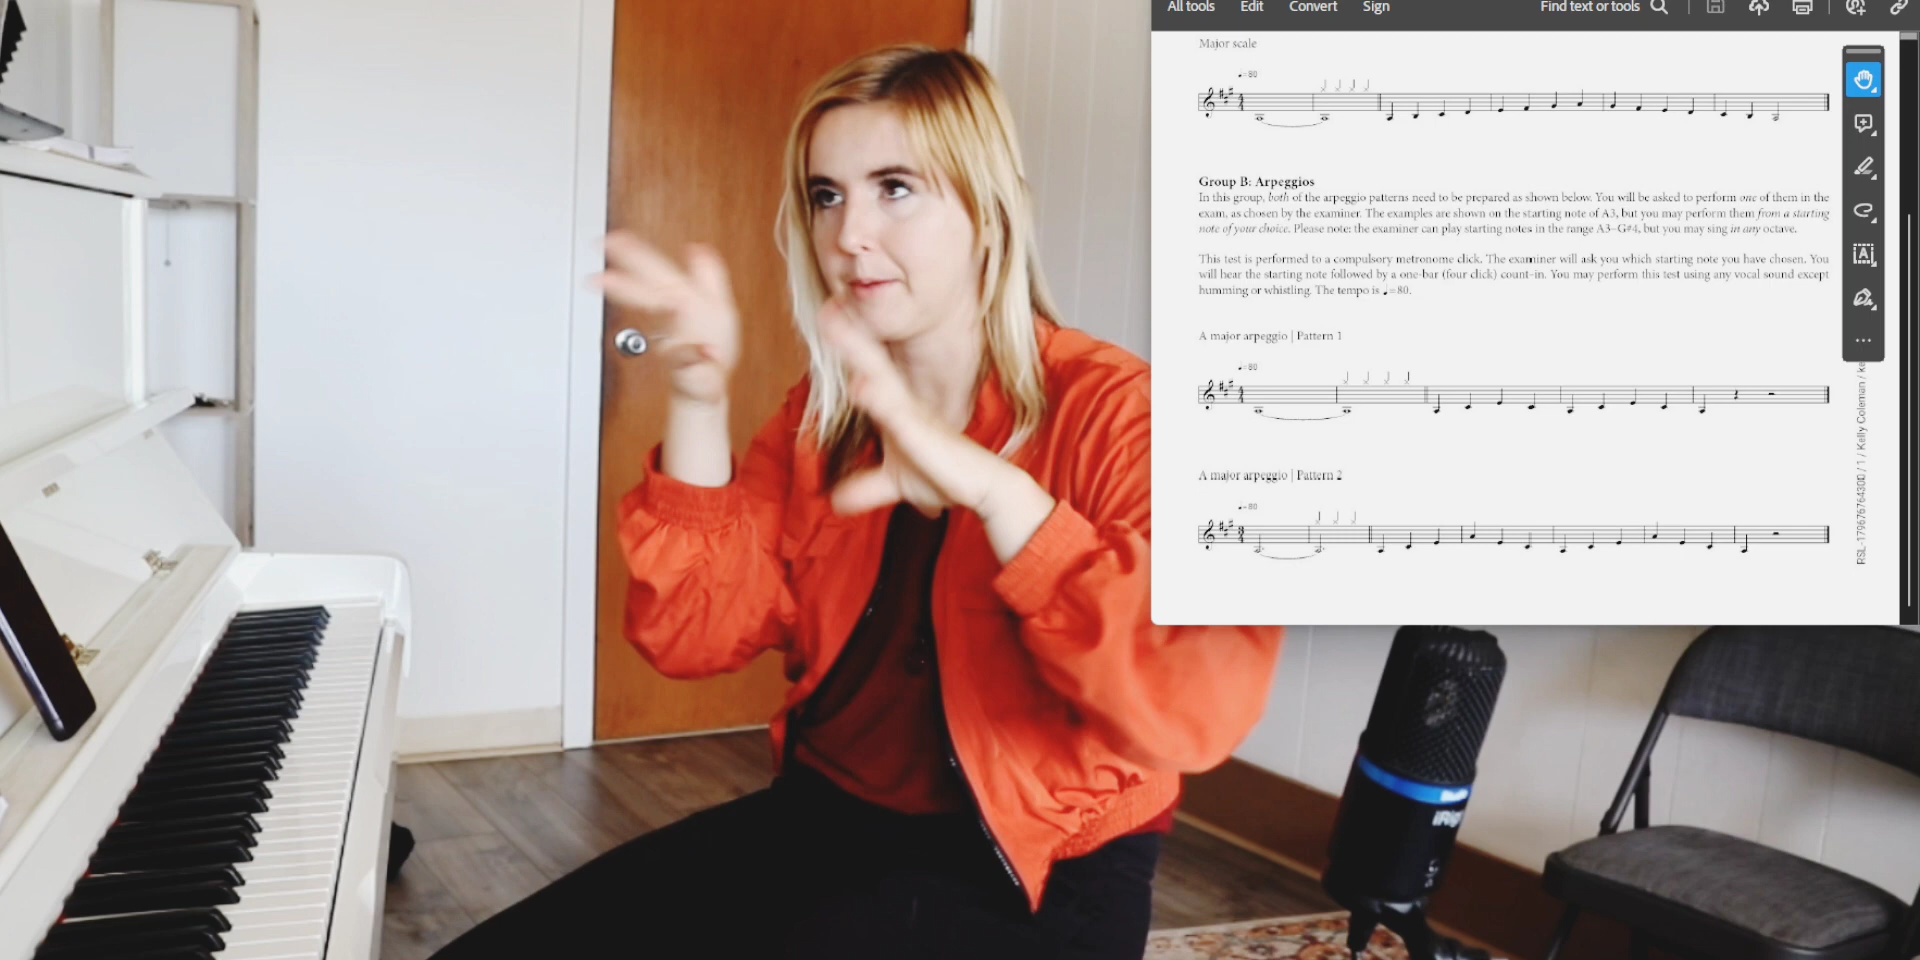 All tools Edit Convert Sign Find text or tools
Major scale
♩=80
Group B: Arpeggios
In this group, both of the arpeggio patterns need to be prepared as shown below. You will be asked to perform one of them in the
exam, as chosen by the examiner. The examples are shown on the starting note of A3, but you may perform them from a starting
note of your choice. Please note: the examiner can play starting notes in the range A3–G#4, but you may sing in any octave.
This test is performed to a compulsory metronome click. The examiner will ask you which starting note you have chosen. You
will hear the starting note followed by a one-bar (four click) count-in. You may perform this test using any vocal sound except
humming or whistling. The tempo is ♩=80.
A major arpeggio | Pattern 1
♩=80
A major arpeggio | Pattern 2
♩=80
RSL-179676764300 / 1 / Kelly Coleman /
iRig